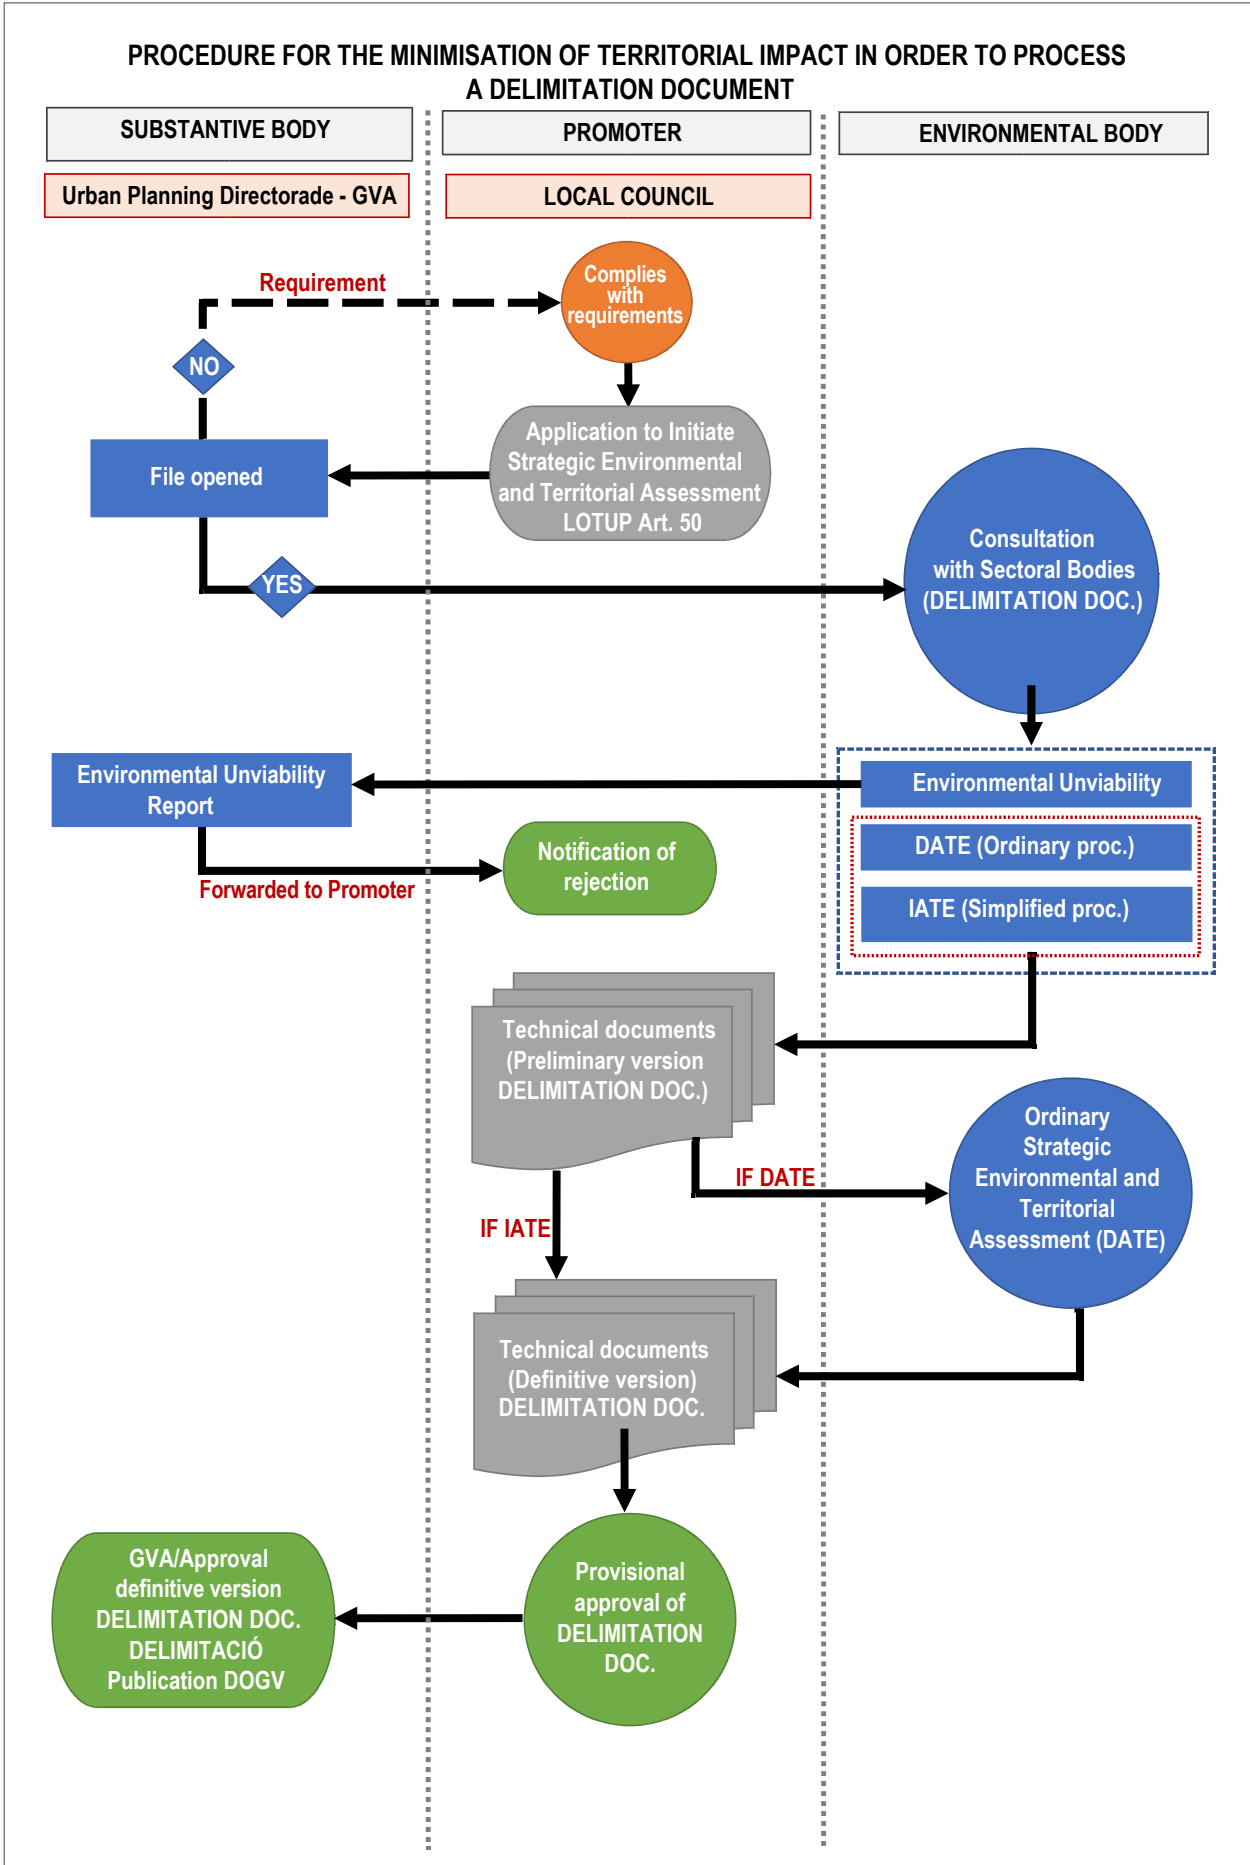 PROCEDURE FOR THE MINIMISATION OF TERRITORIAL IMPACT IN ORDER TO PROCESS
A DELIMITATION DOCUMENT
SUBSTANTIVE BODY
PROMOTER
ENVIRONMENTAL BODY
Urban Planning Directorade - GVA
LOCAL COUNCIL
Requirement
Complies
with
requirements
NO
Application to Initiate
Strategic Environmental
and Territorial Assessment
LOTUP Art. 50
File opened
YES
Consultation
with Sectoral Bodies
(DELIMITATION DOC.)
Environmental Unviability
Report
Environmental Unviability
DATE (Ordinary proc.)
IATE (Simplified proc.)
Forwarded to Promoter
Notification of
rejection
Technical documents
(Preliminary version
DELIMITATION DOC.)
IF DATE
IF IATE
Ordinary
Strategic
Environmental and
Territorial
Assessment (DATE)
Technical documents
(Definitive version)
DELIMITATION DOC.
Provisional
approval of
DELIMITATION
DOC.
GVA/Approval
definitive version
DELIMITATION DOC.
DELIMITACIÓ
Publication DOGV